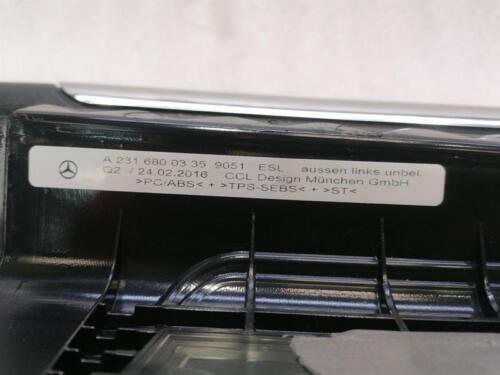 A 231 680 03 35 9051 ESL aussen links unbel.
Q2 / 24.02.2016 CCL Design München GmbH
>PC/ABS< + >TPS-SEBS< + >ST<